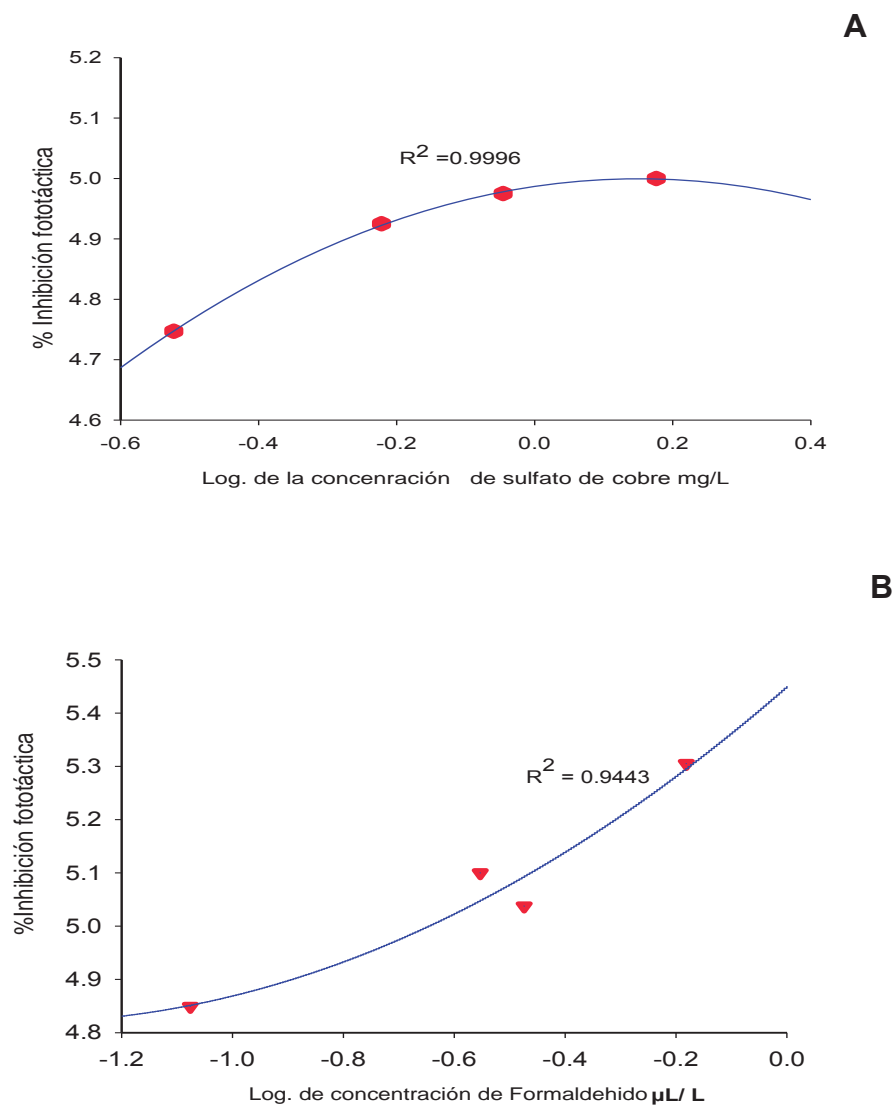 A
% Inhibición fototáctica
5.2
5.1
5.0
4.9
4.8
4.7
4.6
R2 =0.9996
-0.6 -0.4 -0.2 0.0 0.2 0.4
Log. de la concenración de sulfato de cobre mg/L
B
%Inhibición fototáctica
5.5
5.4
5.3
5.2
5.1
5.0
4.9
4.8
R2 = 0.9443
-1.2 -1.0 -0.8 -0.6 -0.4 -0.2 0.0
Log. de concentración de Formaldehido µL/ L